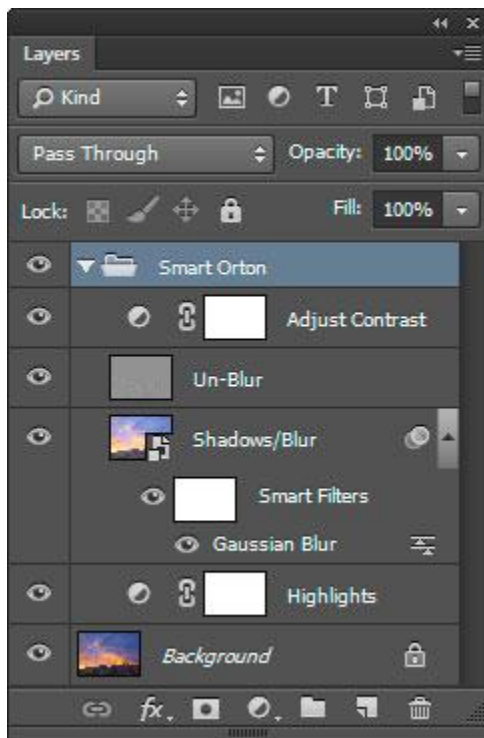 Layers
Kind T
Pass Through Opacity: 100%
Lock: Fill: 100%
Smart Orton
Adjust Contrast
Un-Blur
Shadows/Blur
Smart Filters
Gaussian Blur
Highlights
Background
fx.